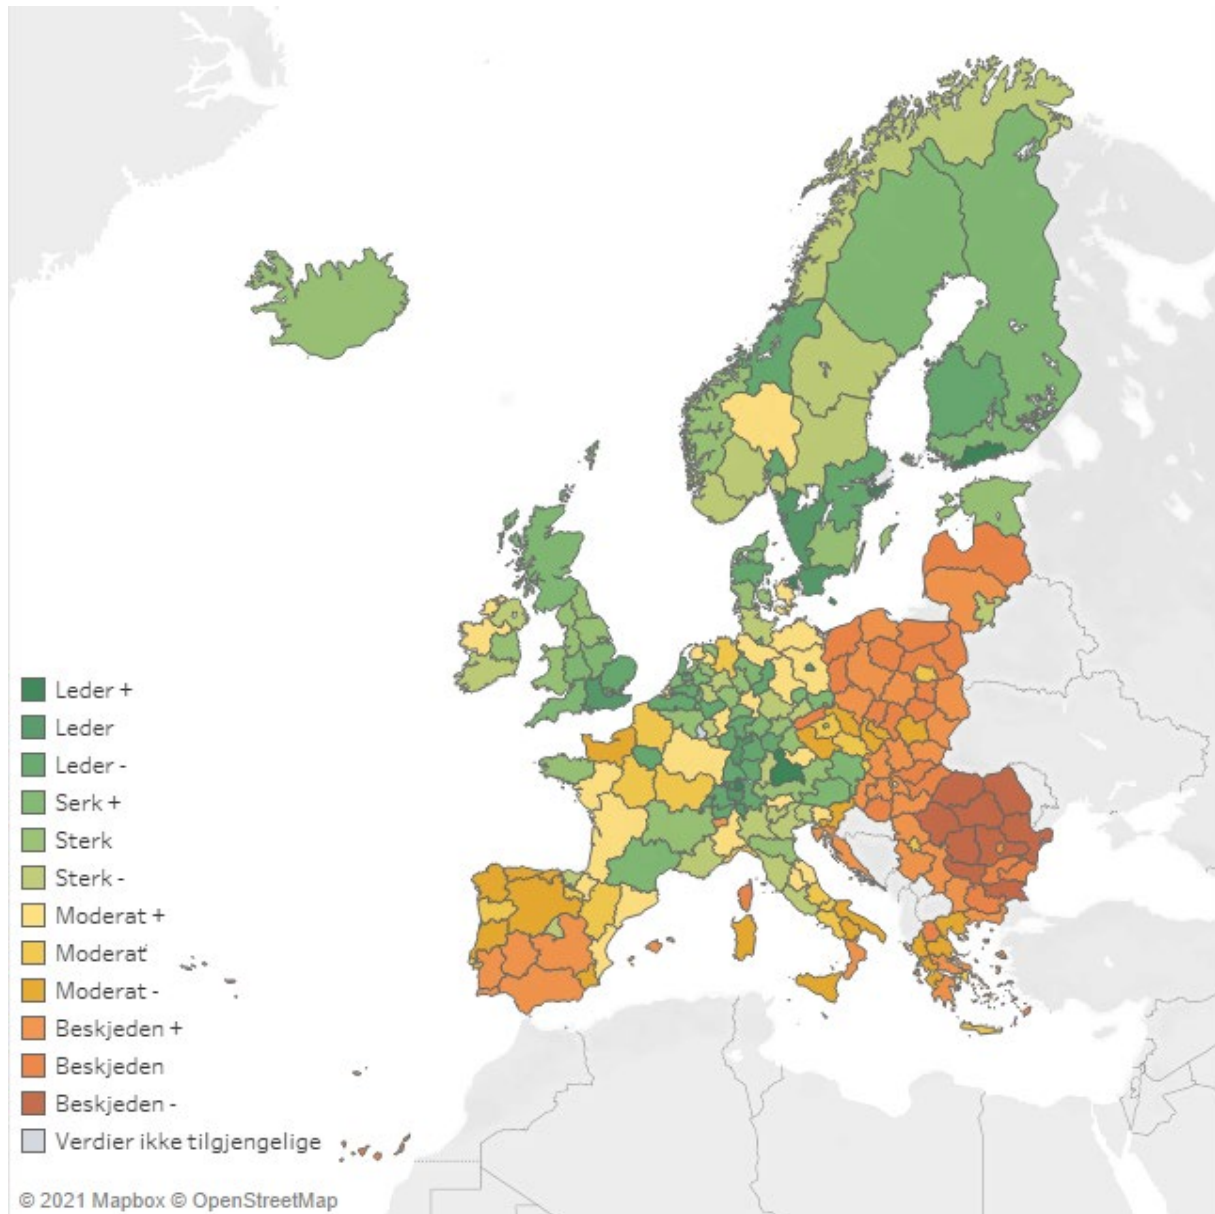 Leder +
Leder
Leder -
Serk +
Sterk
Sterk -
Moderat +
Moderat
Moderat -
Beskjeden +
Beskjeden
Beskjeden -
Verdier ikke tilgjengelige
© 2021 Mapbox © OpenStreetMap